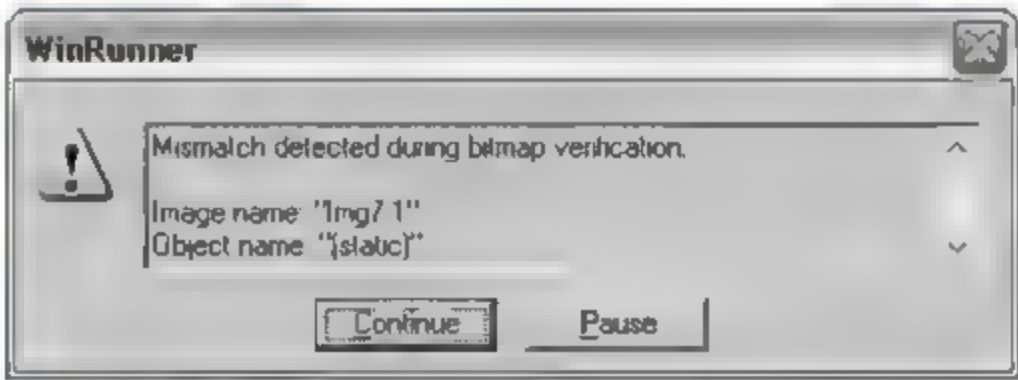 WinRunner
Mismatch detected during bitmap verification.
Image name: "Img7 1"
Object name: "(static)"
Continue
Pause